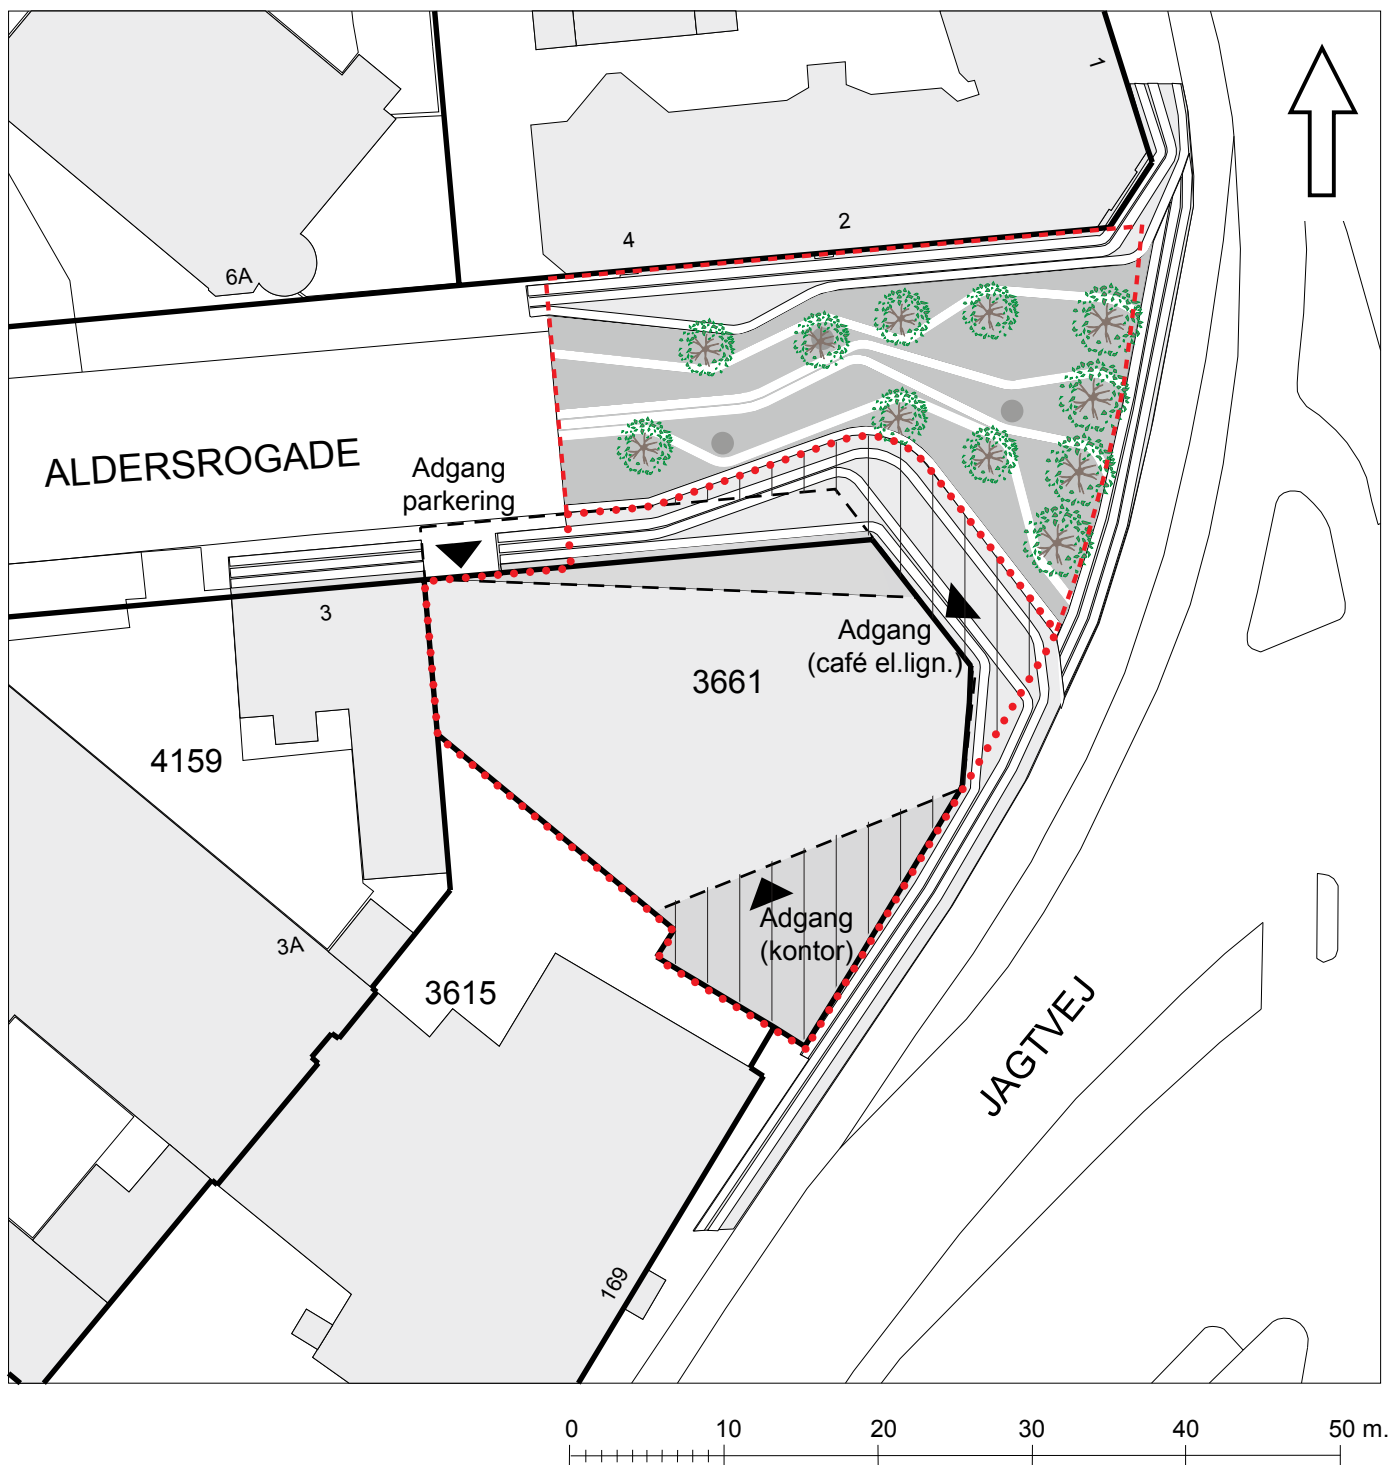 1
2
4
6A
ALDERSROGADE
Adgang
parkering
3
Adgang
(café el.lign.)
3661
4159
Adgang
(kontor)
3A
3615
JAGTVEJ
169
0 10 20 30 40 50 m.